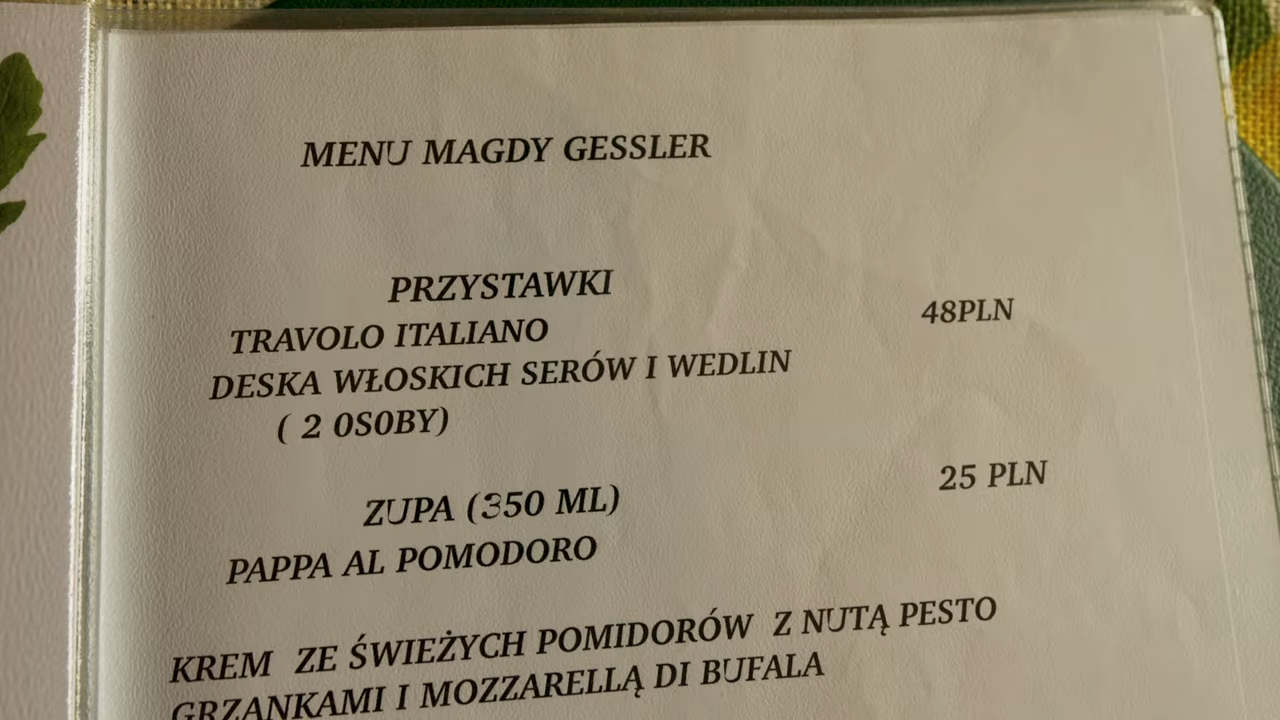 MENU MAGDY GESSLER
PRZYSTAWKI
TRAVOLO ITALIANO 48PLN
DESKA WŁOSKICH SERÓW I WEDLIN
( 2 0S0BY)
ZUPA (350 ML) 25 PLN
PAPPA AL POMODORO
KREM ZE ŚWIEŻYCH POMIDORÓW Z NUTĄ PESTO
GRZANKAMI I MOZZARELLĄ DI BUFALA